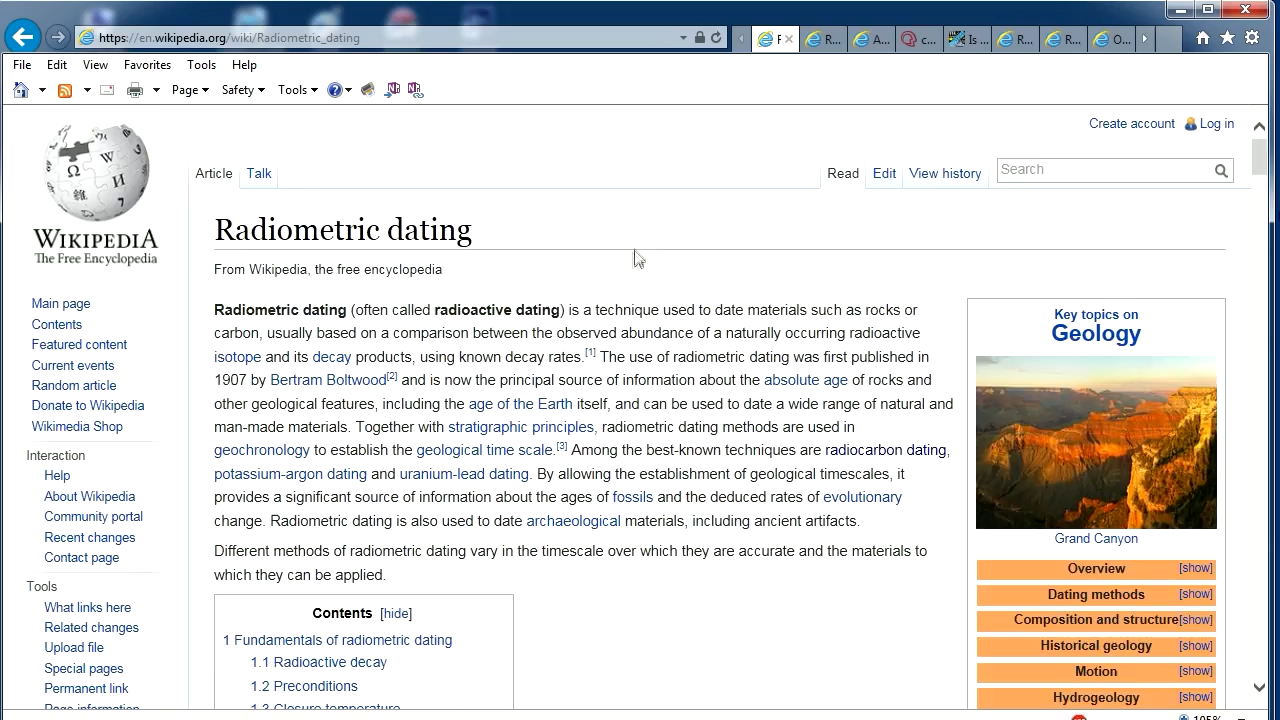 https://en.wikipedia.org/wiki/Radiometric_dating
F
R...
A...
c...
Is ...
R...
R...
O...
File Edit View Favorites Tools Help
Page Safety Tools
Create account Log in
Article Talk
Read Edit View history
Search
WIKIPEDIA
The Free Encyclopedia
Radiometric dating
From Wikipedia, the free encyclopedia
Main page
Contents
Featured content
Current events
Random article
Donate to Wikipedia
Wikimedia Shop
Interaction
Help
About Wikipedia
Community portal
Recent changes
Contact page
Tools
What links here
Related changes
Upload file
Special pages
Permanent link
Page information
Radiometric dating (often called radioactive dating) is a technique used to date materials such as rocks or
carbon, usually based on a comparison between the observed abundance of a naturally occurring radioactive
isotope and its decay products, using known decay rates.[1] The use of radiometric dating was first published in
1907 by Bertram Boltwood[2] and is now the principal source of information about the absolute age of rocks and
other geological features, including the age of the Earth itself, and can be used to date a wide range of natural and
man-made materials. Together with stratigraphic principles, radiometric dating methods are used in
geochronology to establish the geological time scale.[3] Among the best-known techniques are radiocarbon dating,
potassium-argon dating and uranium-lead dating. By allowing the establishment of geological timescales, it
provides a significant source of information about the ages of fossils and the deduced rates of evolutionary
change. Radiometric dating is also used to date archaeological materials, including ancient artifacts.
Different methods of radiometric dating vary in the timescale over which they are accurate and the materials to
which they can be applied.
Contents [hide]
1 Fundamentals of radiometric dating
1.1 Radioactive decay
1.2 Preconditions
1.3 Closure temperature
Key topics on
Geology
Grand Canyon
Overview [show]
Dating methods [show]
Composition and structure[show]
Historical geology [show]
Motion [show]
Hydrogeology [show]
105%